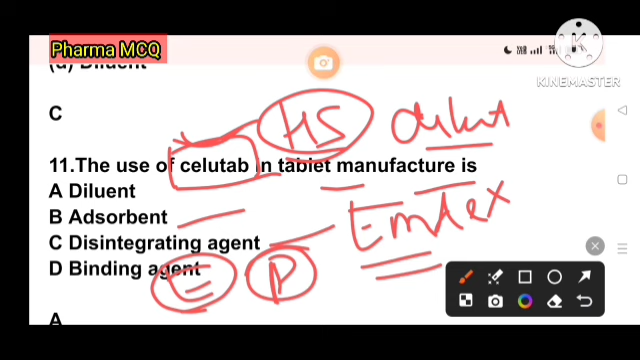 Pharma MCQ
(d) Diluent
KINEMASTER
C
HS diluent
11.The use of celutab in tablet manufacture is
A Diluent
B Adsorbent
Emdex
C Disintegrating agent
D Binding agent
E P
A